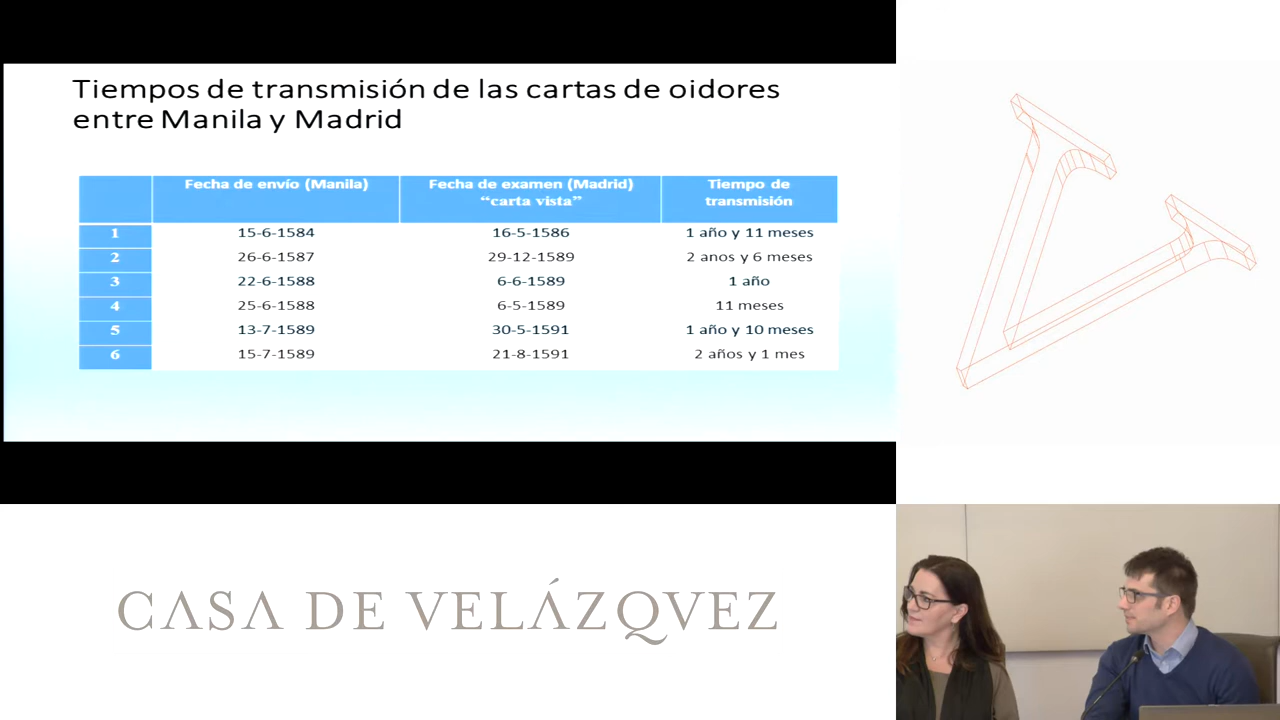 Tiempos de transmisión de las cartas de oidores
entre Manila y Madrid
Fecha de envío (Manila) Fecha de examen (Madrid) Tiempo de
“carta vista” transmisión
1 15-6-1584 16-5-1586 1 año y 11 meses
2 26-6-1587 29-12-1589 2 anos y 6 meses
3 22-6-1588 6-6-1589 1 año
4 25-6-1588 6-5-1589 11 meses
5 13-7-1589 30-5-1591 1 año y 10 meses
6 15-7-1589 21-8-1591 2 años y 1 mes
CASA DE VELÁZQVEZ